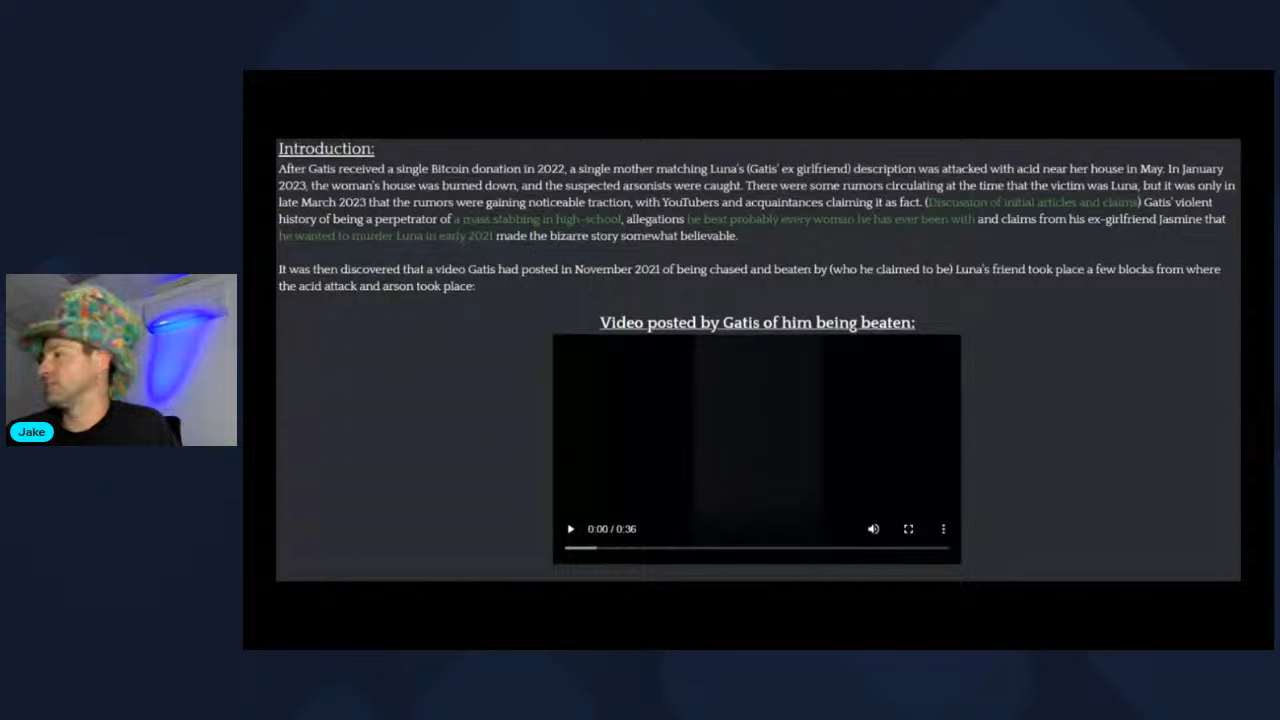 Introduction:
After Gatis received a single Bitcoin donation in 2022, a single mother matching Luna's (Gatis' ex girlfriend) description was attacked with acid near her house in May. In January
2023, the woman's house was burned down, and the suspected arsonists were caught. There were some rumors circulating at the time that the victim was Luna, but it was only in
late March 2023 that the rumors were gaining noticeable traction, with YouTubers and acquaintances claiming it as fact. (Discussion of initial articles and claims) Gatis' violent
history of being a perpetrator of a mass stabbing in high-school, allegations he beat probably every woman he has ever been with and claims from his ex-girlfriend Jasmine that
he wanted to murder Luna in early 2021 made the bizarre story somewhat believable.
It was then discovered that a video Gatis had posted in November 2021 of being chased and beaten by (who he claimed to be) Luna's friend took place a few blocks from where
the acid attack and arson took place:
Video posted by Gatis of him being beaten:
0:00 / 0:36
Jake